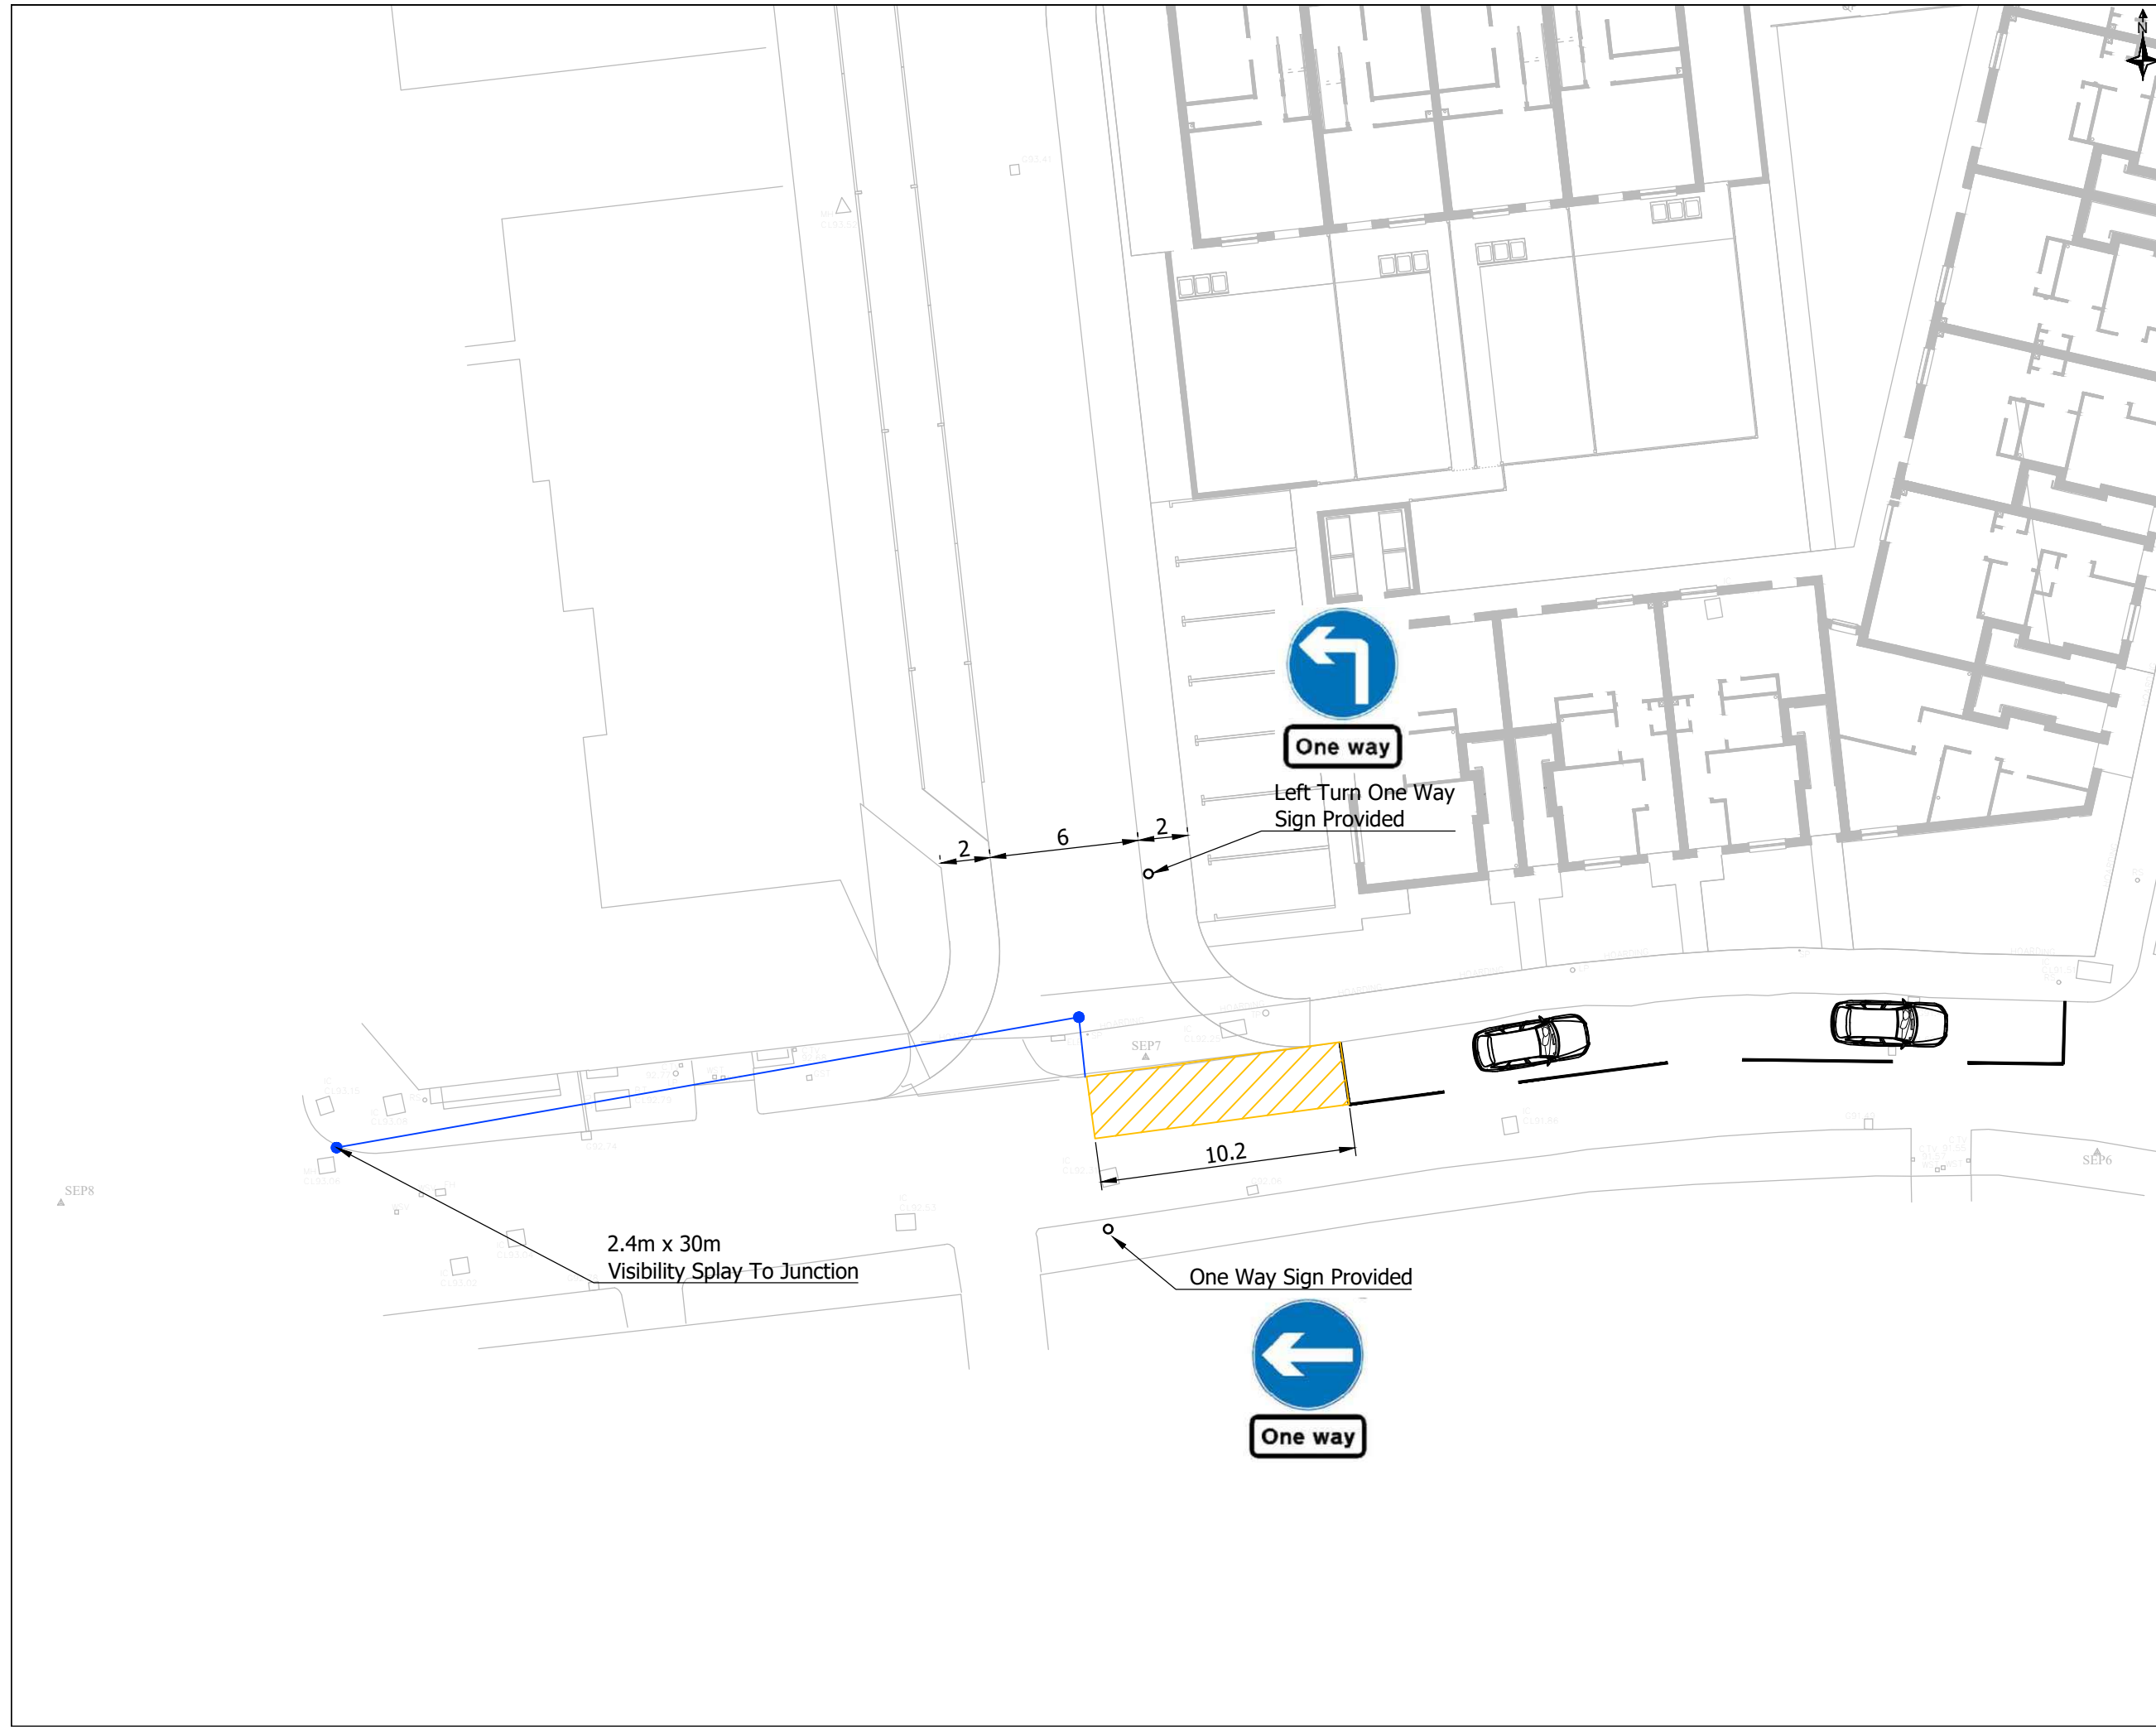 N
One way
Left Turn One Way
Sign Provided
2
6
2
SEP7
10.2
SEP6
SEP8
2.4m x 30m
Visibility Splay To Junction
One Way Sign Provided
One way